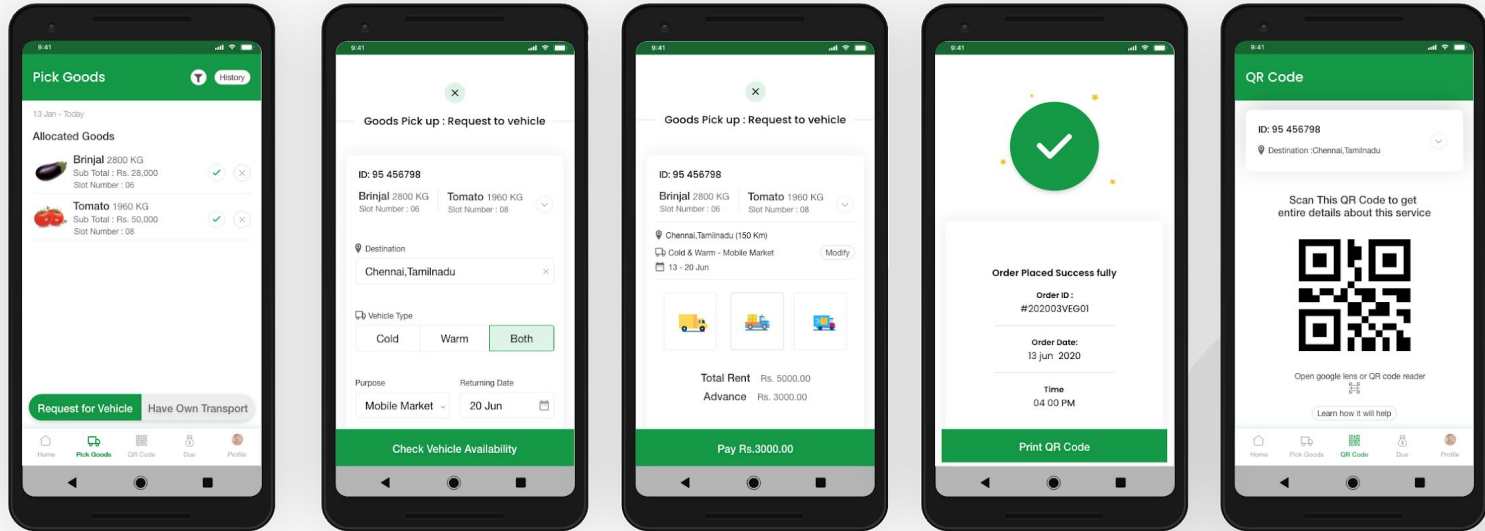 9:41
Pick Goods
History
13 Jan - Today
Allocated Goods
Brinjal 2800 KG
Sub Total : Rs. 28,000
Slot Number : 06
Tomato 1960 KG
Sub Total : Rs. 50,000
Slot Number : 08
Request for Vehicle Have Own Transport
Home Pick Goods QR Code Due Profile
9:41
Goods Pick up : Request to vehicle
ID: 95 456798
Brinjal 2800 KG Tomato 1960 KG
Slot Number : 06 Slot Number : 08
Destination
Chennai,Tamilnadu
Vehicle Type
Cold Warm Both
Purpose Returning Date
Mobile Market 20 Jun
Check Vehicle Availability
9:41
Goods Pick up : Request to vehicle
ID: 95 456798
Brinjal 2800 KG Tomato 1960 KG
Slot Number : 06 Slot Number : 08
Chennai,Tamilnadu (150 Km)
Cold & Warm - Mobile Market Modify
13 - 20 Jun
Total Rent Rs. 5000.00
Advance Rs. 3000.00
Pay Rs.3000.00
9:41
Order Placed Success fully
Order ID :
#202003VEG01
Order Date:
13 jun 2020
Time
04 00 PM
Print QR Code
9:41
QR Code
ID: 95 456798
Destination :Chennai,Tamilnadu
Scan This QR Code to get
entire details about this service
Open google lens or QR code reader
Learn how it will help
Home Pick Goods QR Code Due Profile